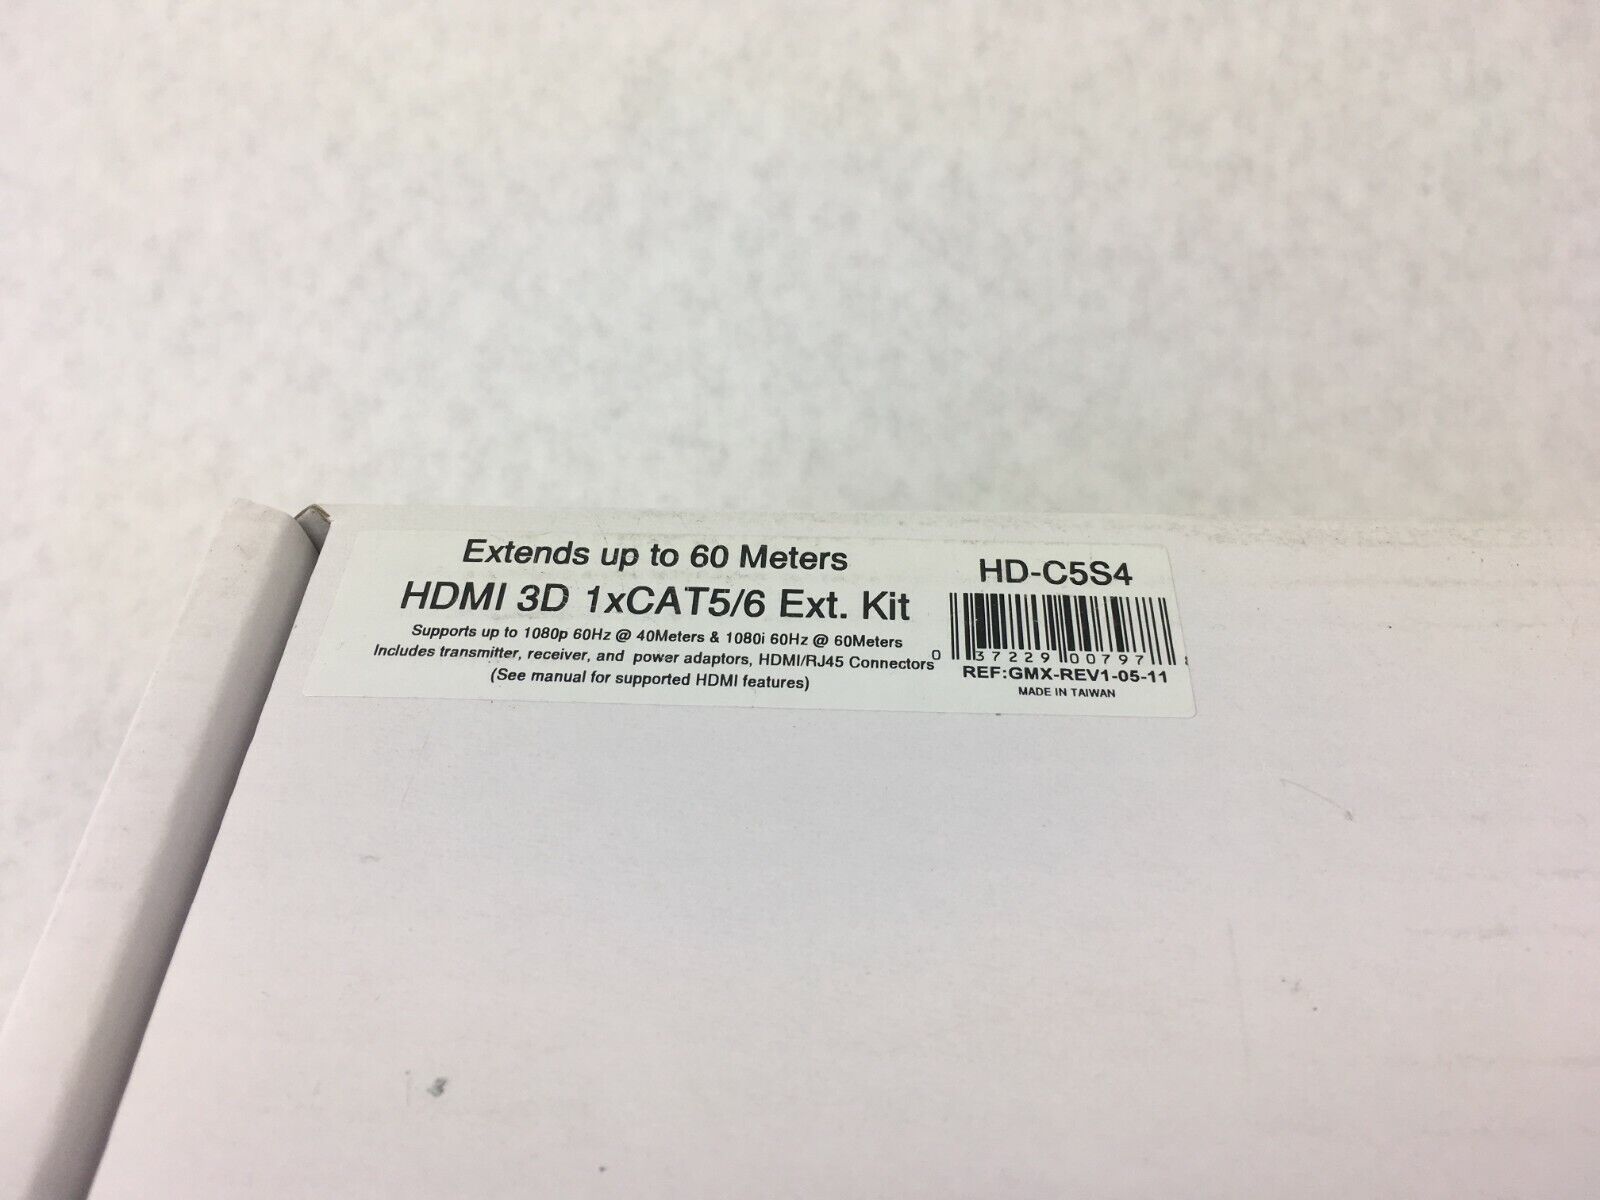 Extends up to 60 Meters
HDMI 3D 1xCAT5/6 Ext. Kit
Supports up to 1080p 60Hz @ 40Meters & 1080i 60Hz @ 60Meters
Includes transmitter, receiver, and power adaptors, HDMI/RJ45 Connectors
(See manual for supported HDMI features)
HD-C5S4
0 37229 00797
REF:GMX-REV1-05-11
MADE IN TAIWAN